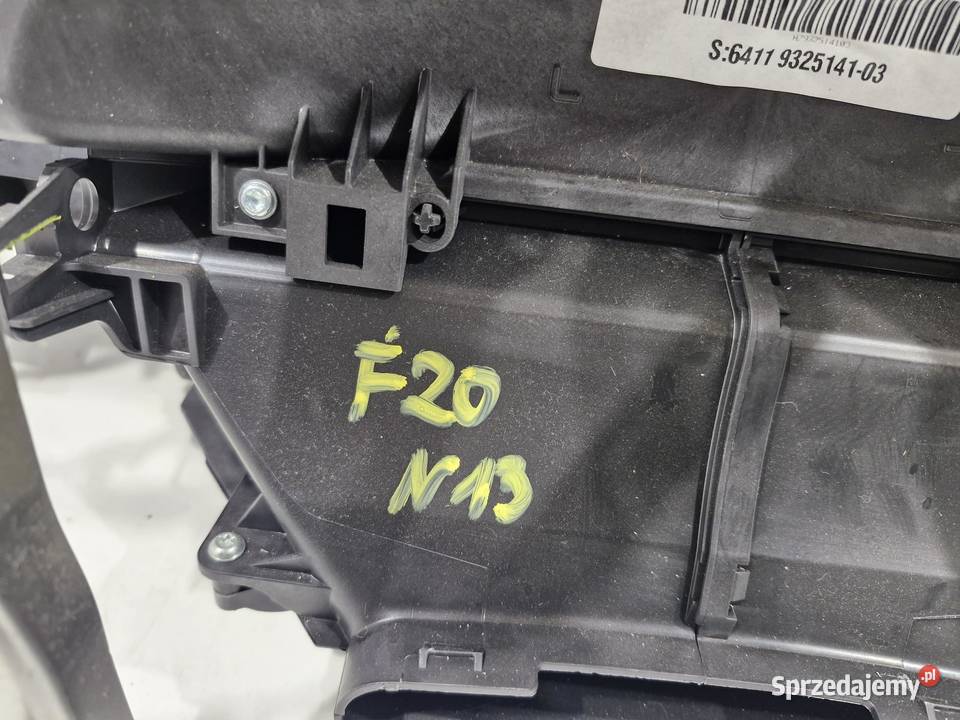 S:6411 9325141-03
L
F20
N13
Sprzedajemy.pl